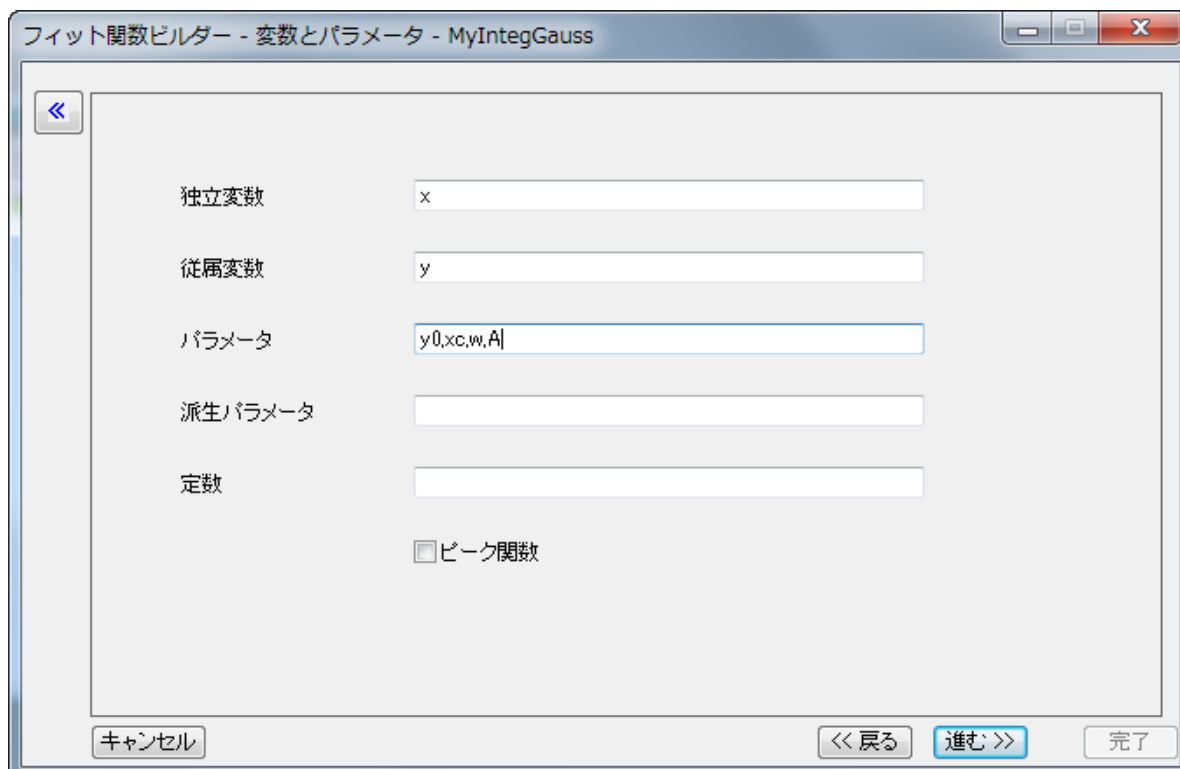 フィット関数ビルダー - 変数とパラメータ - MyIntegGauss
独立変数 x
従属変数 y
パラメータ y0,xc,w,A
派生パラメータ
定数
ピーク関数
キャンセル << 戻る 進む >> 完了